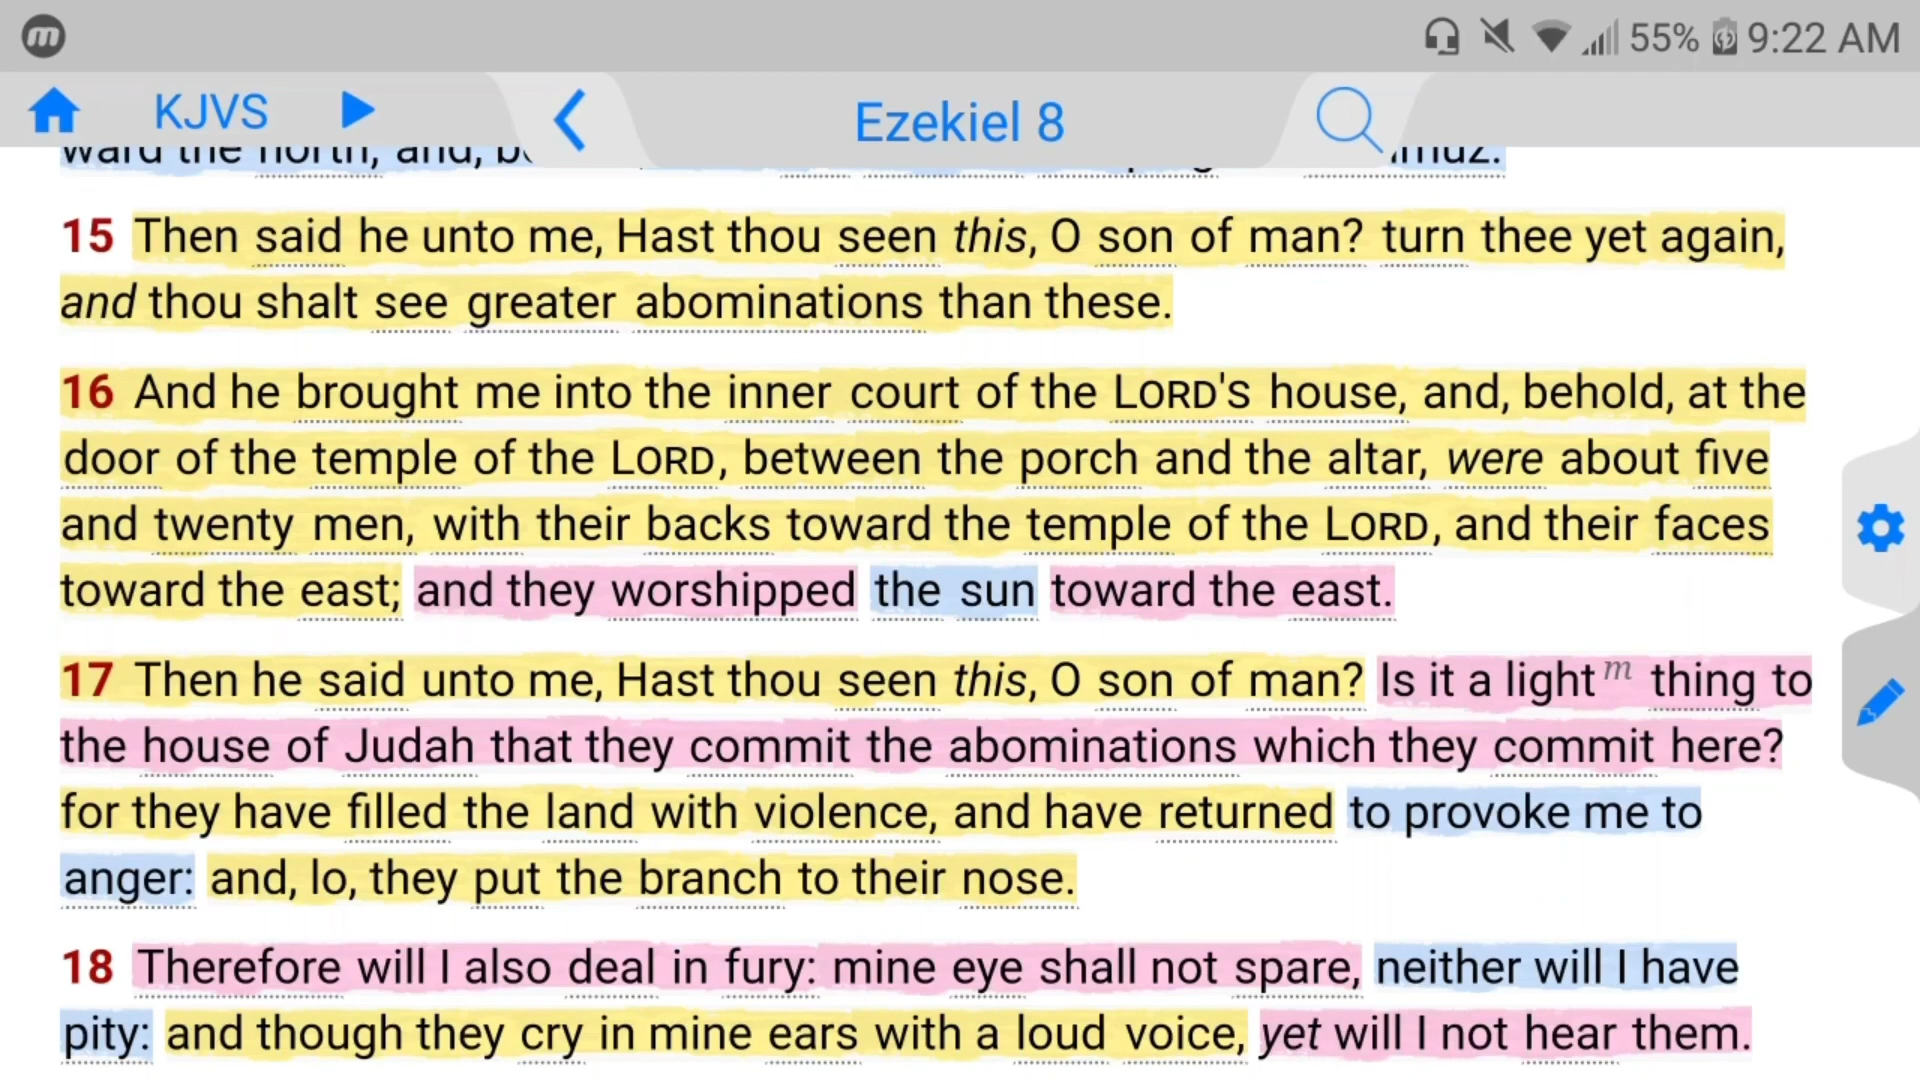 m 55% 9:22 AM
KJVS Ezekiel 8
ward the north; and,
15 Then said he unto me, Hast thou seen this, O son of man? turn thee yet again,
and thou shalt see greater abominations than these.
16 And he brought me into the inner court of the LORD'S house, and, behold, at the
door of the temple of the LORD, between the porch and the altar, were about five
and twenty men, with their backs toward the temple of the LORD, and their faces
toward the east; and they worshipped the sun toward the east.
17 Then he said unto me, Hast thou seen this, O son of man? Is it a light m thing to
the house of Judah that they commit the abominations which they commit here?
for they have filled the land with violence, and have returned to provoke me to
anger: and, lo, they put the branch to their nose.
18 Therefore will I also deal in fury: mine eye shall not spare, neither will I have
pity: and though they cry in mine ears with a loud voice, yet will I not hear them.